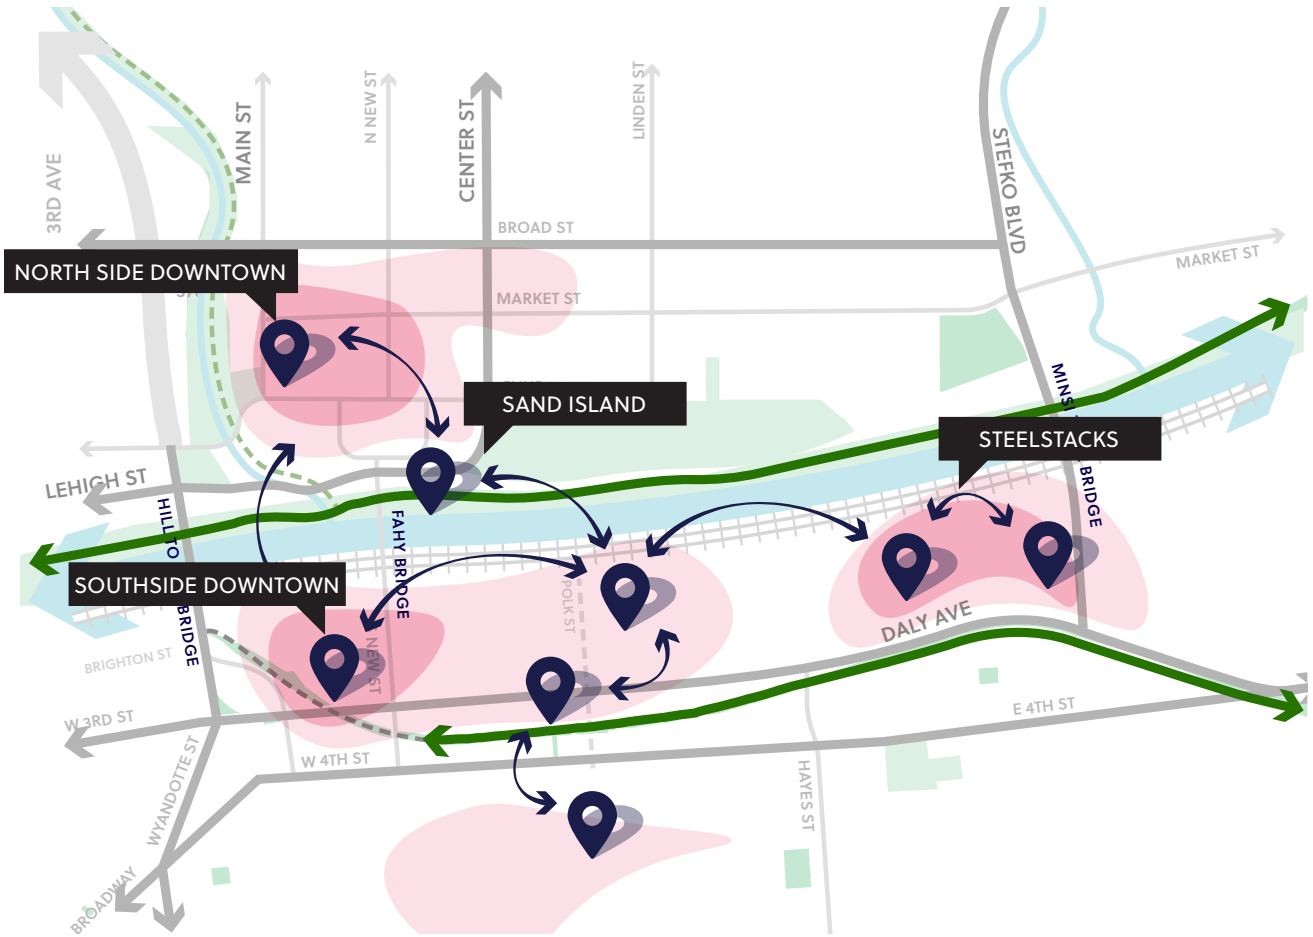 3RD AVE
MAIN ST
N NEW ST
CENTER ST
LINDEN ST
STEFKO BLVD
BROAD ST
MARKET ST
NORTH SIDE DOWNTOWN
MARKET ST
SAND ISLAND
MINSI
BRIDGE
STEELSTACKS
LEHIGH ST
HILL TO
BRIDGE
FAHY BRIDGE
SOUTHSIDE DOWNTOWN
POLK ST
DALY AVE
BRIGHTON ST
NEW ST
W 3RD ST
E 4TH ST
W 4TH ST
WYANDOTTE ST
HAYES ST
BROADWAY